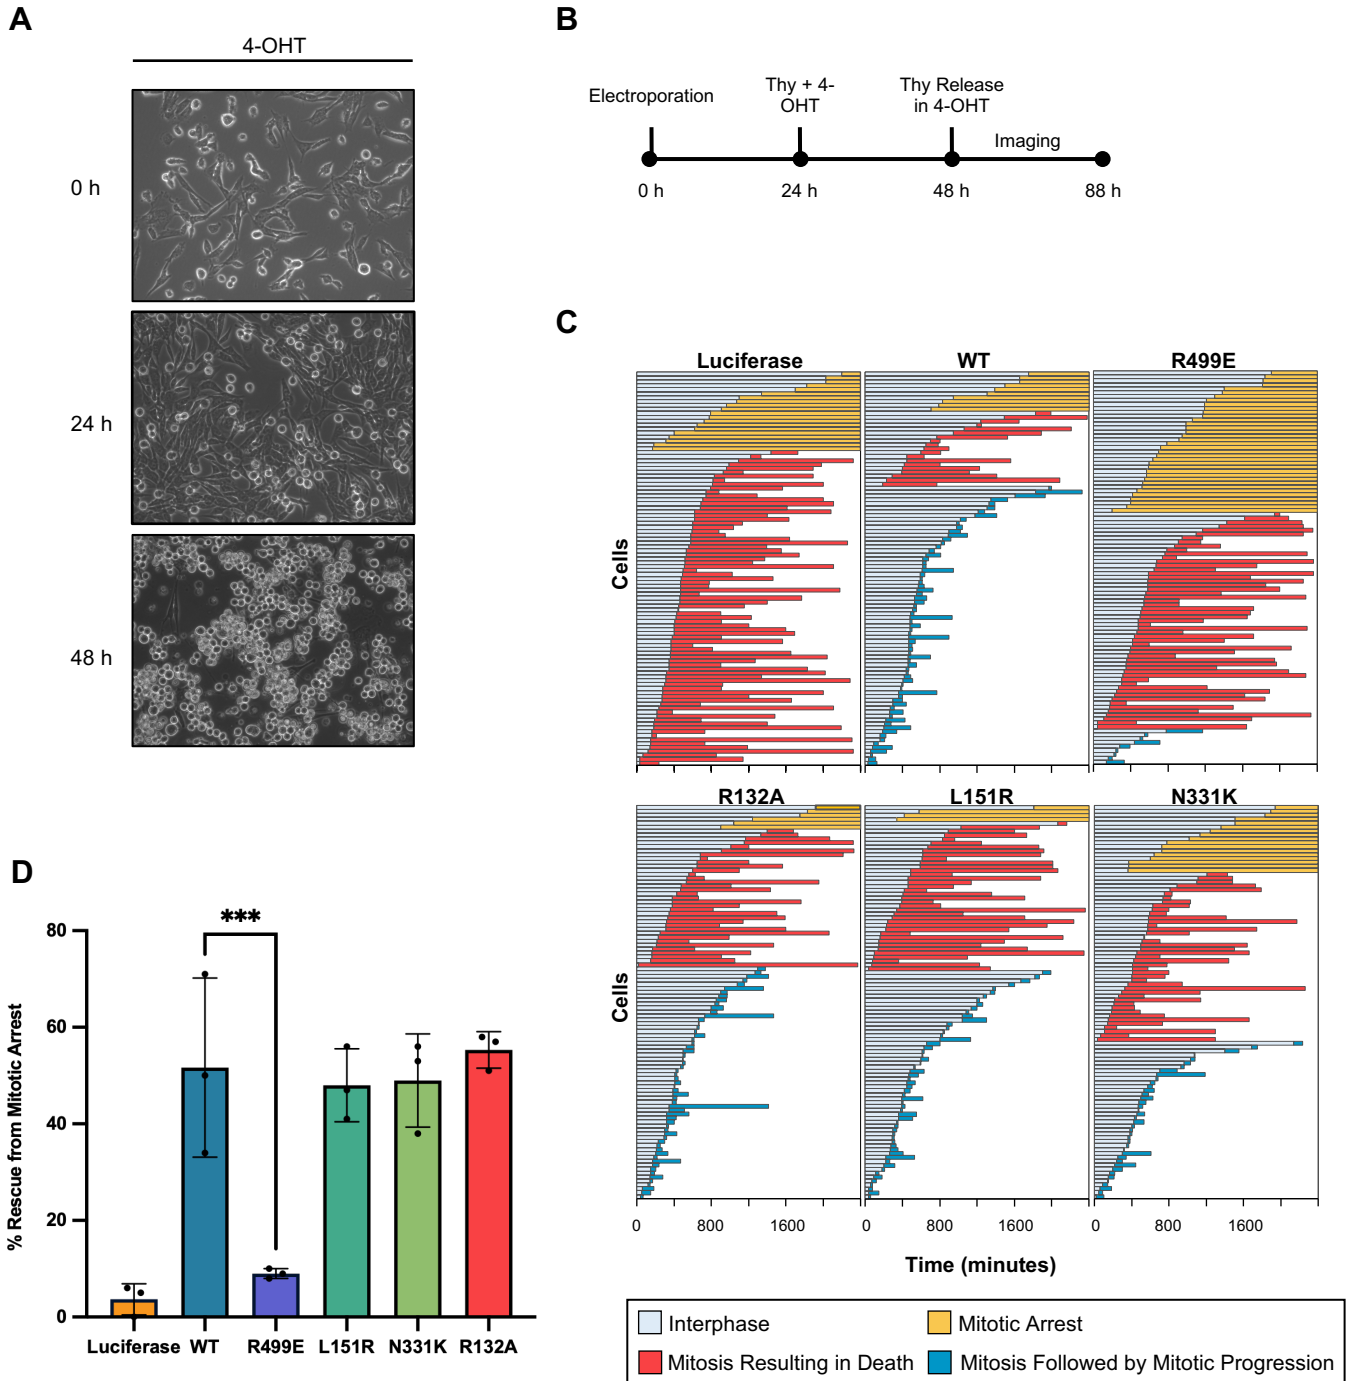 A
4-OHT
0 h
24 h
48 h
B
Electroporation
Thy + 4-
OHT
Thy Release
in 4-OHT
Imaging
0 h
24 h
48 h
88 h
C
Luciferase
WT
R499E
Cells
R132A
L151R
N331K
Cells
0
800
1600
0
800
1600
0
800
1600
Time (minutes)
Interphase
Mitotic Arrest
Mitosis Resulting in Death
Mitosis Followed by Mitotic Progression
D
% Rescue from Mitotic Arrest
80
60
40
20
0
***
Luciferase
WT
R499E
L151R
N331K
R132A